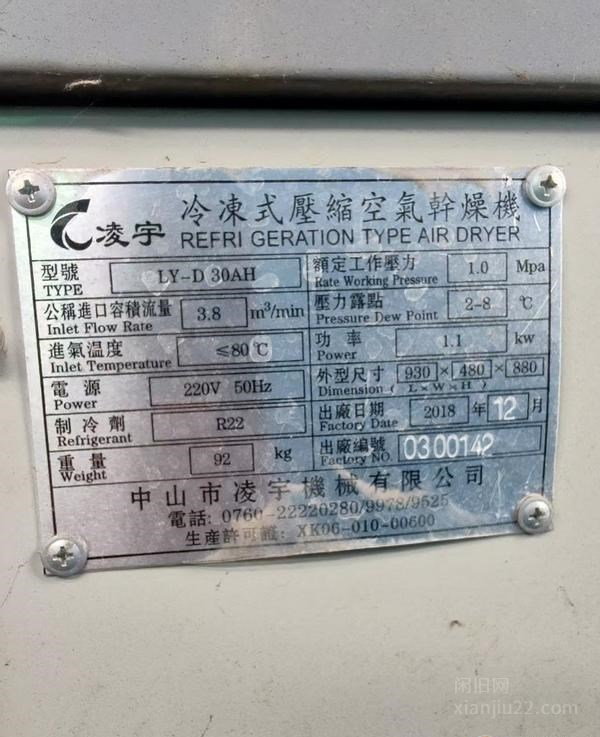 凌宇
冷凍式壓縮空氣幹燥機
REFRI GERATION TYPE AIR DRYER
型號 TYPE LY-D 30AH
額定工作壓力 Rate Working Pressure 1.0 Mpa
公稱進口容積流量 Inlet Flow Rate 3.8 m³/min
壓力露點 Pressure Dew Point 2-8 ℃
進氣溫度 Inlet Temperature ≤80℃
功率 Power 1.1 kw
電源 Power 220V 50Hz
外型尺寸 Dimension ( L×W×H ) 930×480×880
制冷劑 Refrigerant R22
出廠日期 Factory Date 2018 年 12 月
重量 Weight 92 kg
出廠編號 Factory NO. 0300142
中山市凌宇機械有限公司
電話: 0760-22220280/9978/9525
生産許可證: XK06-010-00600
闲旧网
xianjiu22.com